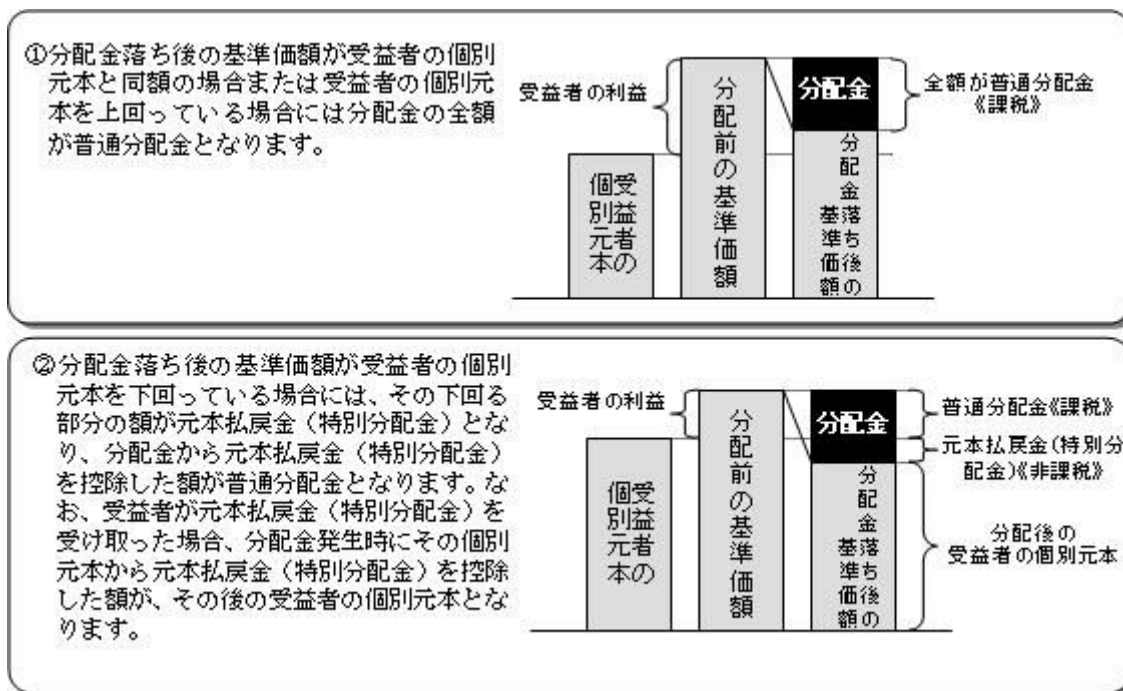 ①分配金落ち後の基準価額が受益者の個別
元本と同額の場合または受益者の個別元
本を上回っている場合には分配金の全額
が普通分配金となります。
受益者の利益
受益者の
個別元本
分配前の基準価額
分配金
分配金落ち後の
基準価額
全額が普通分配金
《課税》
②分配金落ち後の基準価額が受益者の個別
元本を下回っている場合には、その下回る
部分の額が元本払戻金（特別分配金）とな
り、分配金から元本払戻金（特別分配金）
を控除した額が普通分配金となります。な
お、受益者が元本払戻金（特別分配金）を
受け取った場合、分配金発生時にその個別
元本から元本払戻金（特別分配金）を控除
した額が、その後の受益者の個別元本とな
ります。
受益者の利益
受益者の
個別元本
分配前の基準価額
分配金
分配金落ち後の
基準価額
普通分配金《課税》
元本払戻金（特別分
配金）《非課税》
分配後の
受益者の個別元本